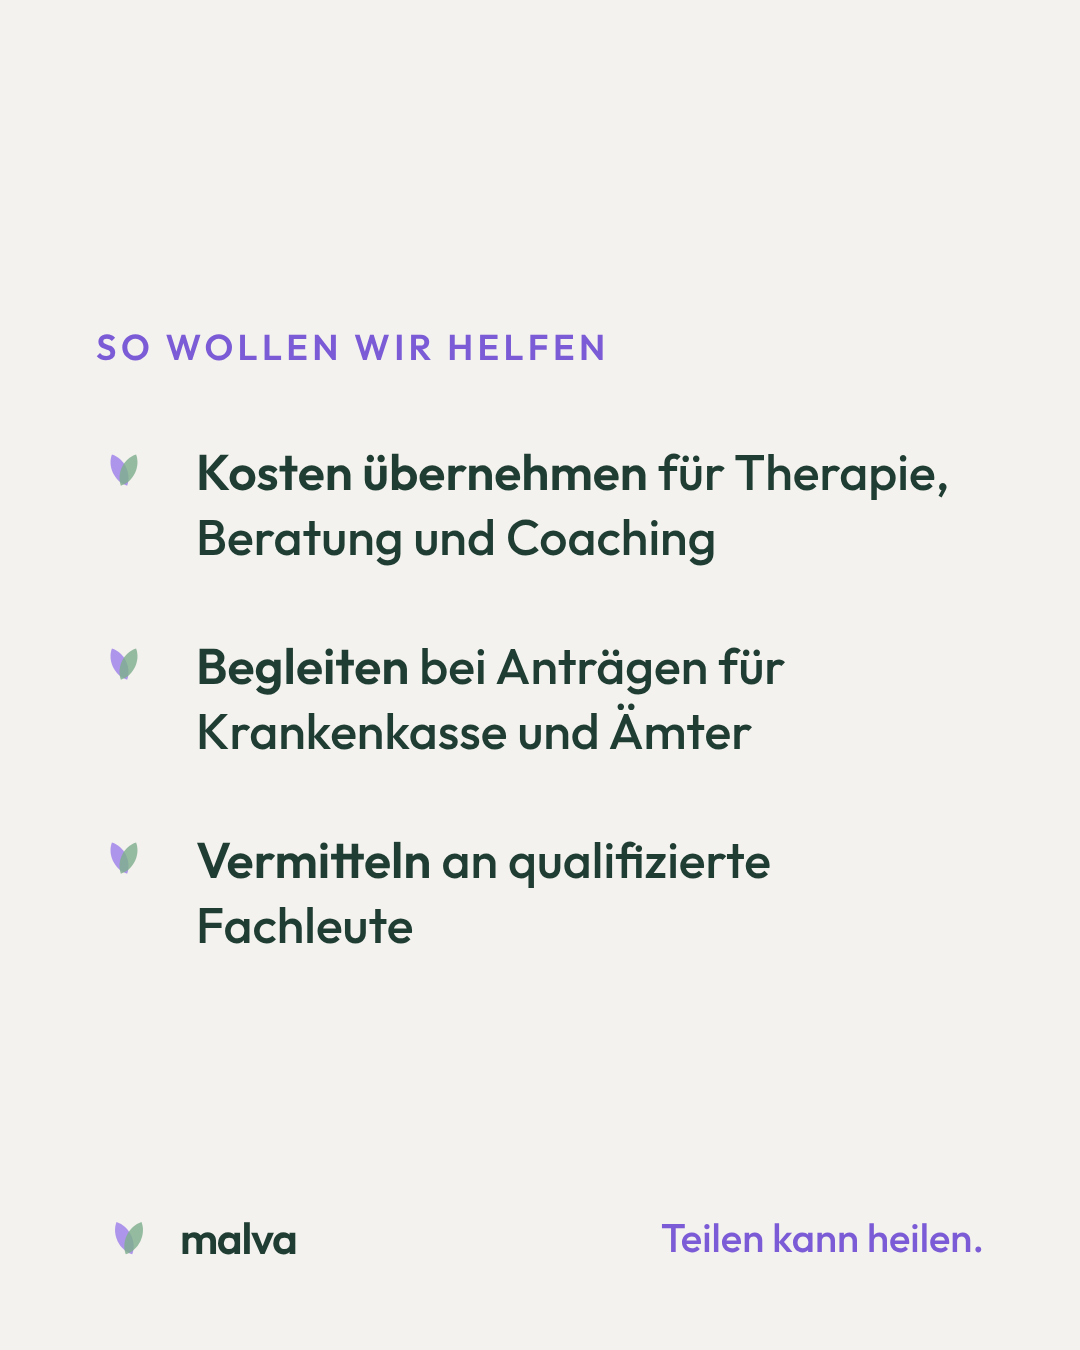 SO WOLLEN WIR HELFEN
Kosten übernehmen für Therapie,
Beratung und Coaching
Begleiten bei Anträgen für
Krankenkasse und Ämter
Vermitteln an qualifizierte
Fachleute
malva
Teilen kann heilen.